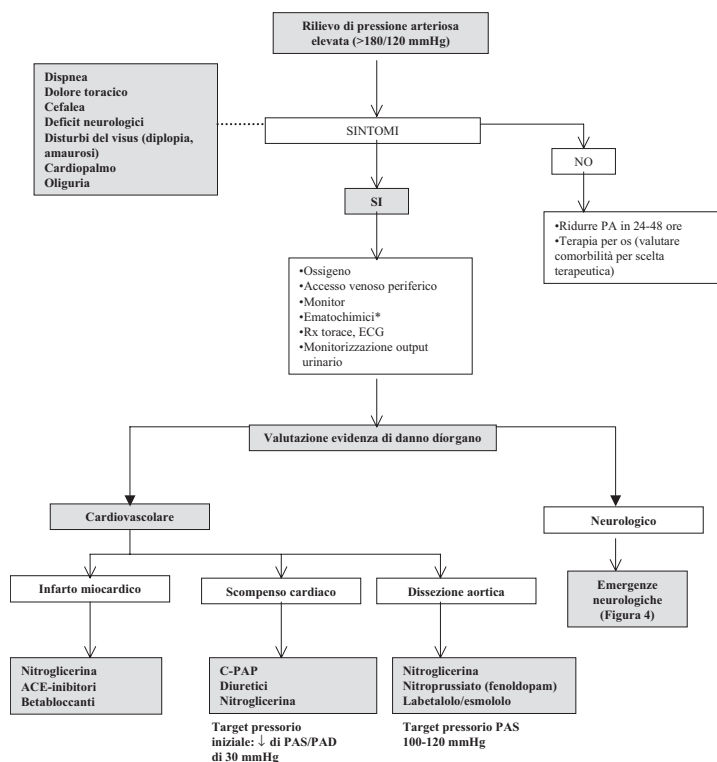 Rilievo di pressione arteriosa
elevata (>180/120 mmHg)
Dispnea
Dolore toracico
Cefalea
Deficit neurologici
Disturbi del visus (diplopia,
amaurosi)
Cardiopalmo
Oliguria
SINTOMI
NO
SI
•Ridurre PA in 24-48 ore
•Terapia per os (valutare
comorbilità per scelta
terapeutica)
•Ossigeno
•Accesso venoso periferico
•Monitor
•Ematochimici*
•Rx torace, ECG
•Monitorizzazione output
urinario
Valutazione evidenza di danno díorgano
Cardiovascolare
Neurologico
Infarto miocardico
Scompenso cardiaco
Dissezione aortica
Emergenze
neurologiche
(Figura 4)
Nitroglicerina
ACE-inibitori
Betabloccanti
C-PAP
Diuretici
Nitroglicerina
Nitroglicerina
Nitroprussiato (fenoldopam)
Labetalolo/esmololo
Target pressorio
iniziale: ↓ di PAS/PAD
di 30 mmHg
Target pressorio PAS
100-120 mmHg